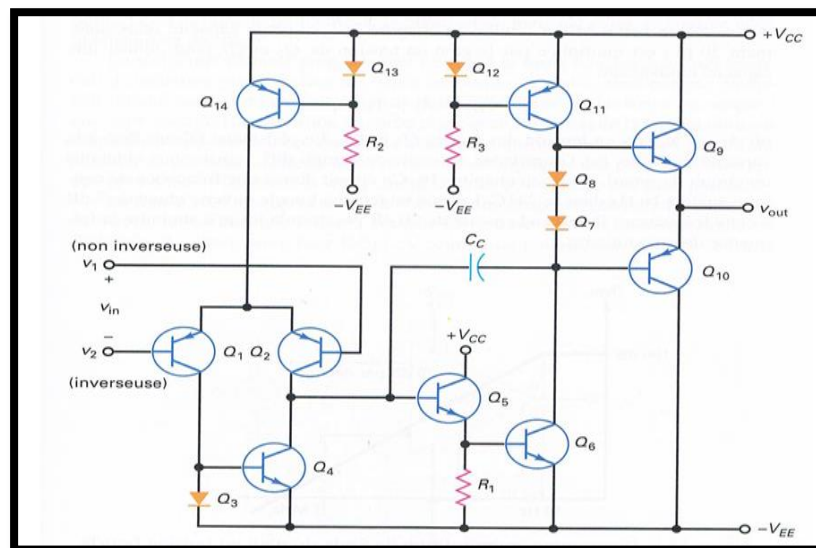 +VCC
Q13
Q12
Q14
Q11
R2
R3
Q9
Q8
−VEE
−VEE
vout
Q7
(non inverseuse)
CC
v1
+
Q10
vin
+VCC
−
v2
Q1 Q2
(inverseuse)
Q5
Q6
Q4
R1
Q3
−VEE